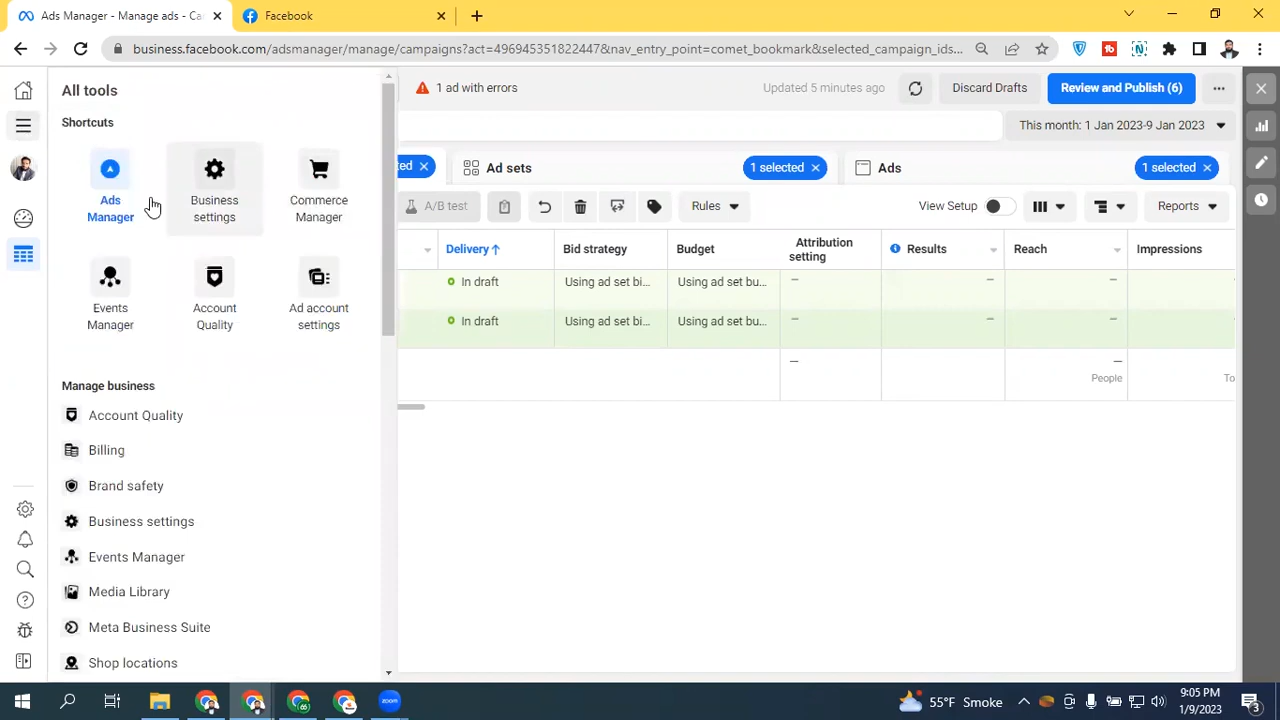 Ads Manager - Manage ads - Ca
Facebook
business.facebook.com/adsmanager/manage/campaigns?act=496945351822447&nav_entry_point=comet_bookmark&selected_campaign_ids...
All tools
1 ad with errors
Updated 5 minutes ago
Discard Drafts
Review and Publish (6)
Shortcuts
This month: 1 Jan 2023-9 Jan 2023
Ads
Manager
Business
settings
Commerce
Manager
Ad sets
1 selected
Ads
1 selected
A/B test
Rules
View Setup
Reports
Delivery
Bid strategy
Budget
Attribution
setting
Results
Reach
Impressions
In draft
Using ad set bi...
Using ad set bu...
—
—
—
—
In draft
Using ad set bi...
Using ad set bu...
—
—
—
—
—
—
People
To
Events
Manager
Account
Quality
Ad account
settings
Manage business
Account Quality
Billing
Brand safety
Business settings
Events Manager
Media Library
Meta Business Suite
Shop locations
zoom
55°F Smoke
9:05 PM
1/9/2023
3